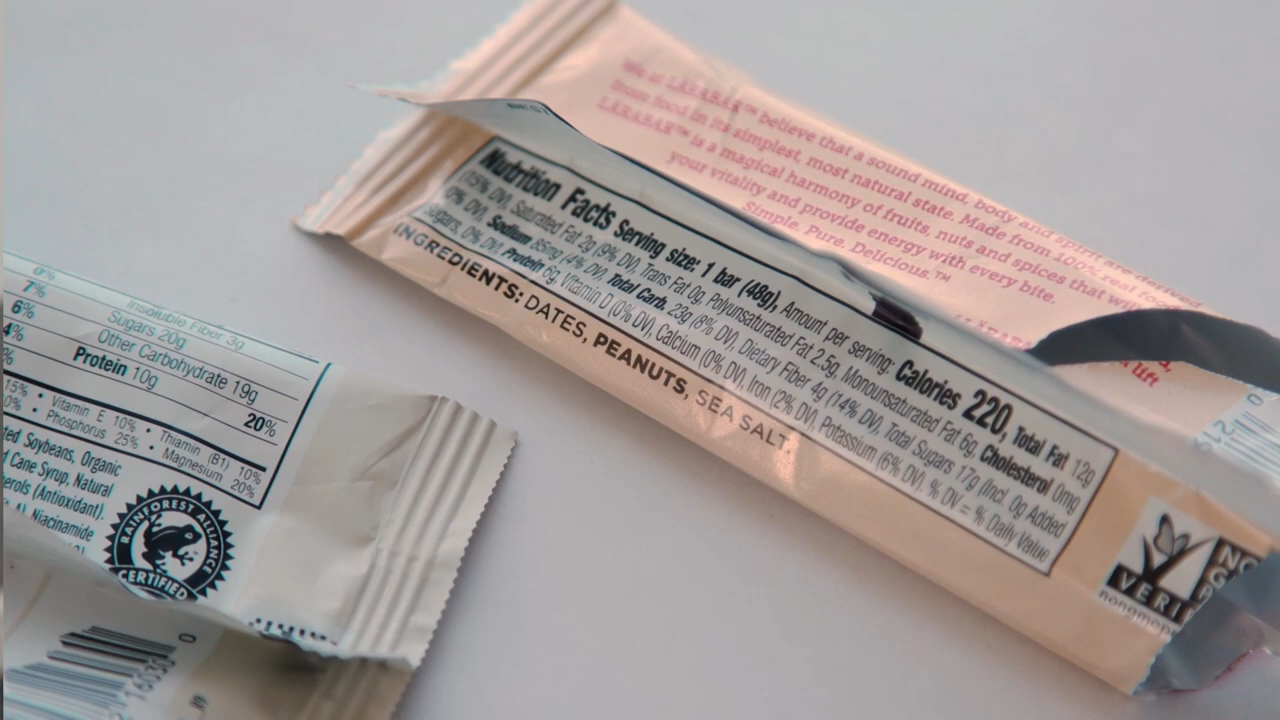 We at LÄRABAR™ believe that a sound mind, body and spirit are derived
from food in its simplest, most natural state. Made from 100% real food,
LÄRABAR™ is a magical harmony of fruits, nuts and spices that will
your vitality and provide energy with every bite.
Simple. Pure. Delicious.™
lift
Nutrition Facts Serving size: 1 bar (48g), Amount per serving: Calories 220, Total Fat 12g
(15% DV), Saturated Fat 2g (9% DV), Trans Fat 0g, Polyunsaturated Fat 2.5g, Monounsaturated Fat 6g, Cholesterol 0mg
(0% DV), Sodium 85mg (4% DV), Total Carb. 23g (8% DV), Dietary Fiber 4g (14% DV), Total Sugars 17g (Incl. 0g Added
Sugars, 0% DV), Protein 6g, Vitamin D (0% DV), Calcium (0% DV), Iron (2% DV), Potassium (6% DV). % DV = % Daily Value
INGREDIENTS: DATES, PEANUTS, SEA SALT.
NO
G
VERI
nongmopr
0%
Insoluble Fiber 3g
7%
Sugars 20g
6%
Other Carbohydrate 19g
4%
Protein 10g
%
20%
15% • Vitamin E 10% • Thiamin (B1) 10%
0% • Phosphorus 25% • Magnesium 20%
ted Soybeans, Organic
d Cane Syrup, Natural
erols (Antioxidant).
Niacinamide
RAINFOREST ALLIANCE
CERTIFIED
16030
0